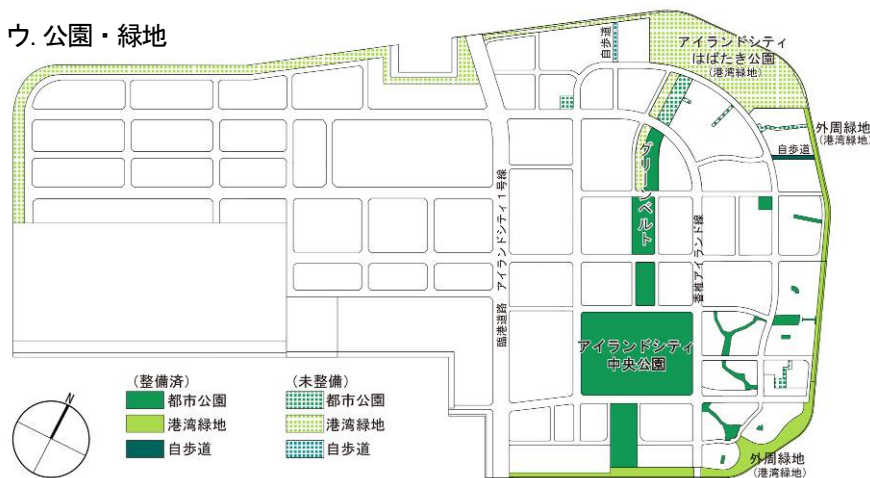 ウ. 公園・緑地
自歩道
アイランドシティ
はばたき公園
(港湾緑地)
外周緑地
(港湾緑地)
自歩道
グリーンベルト
臨港道路 アイランドシティ1号線
香椎アイランド線
アイランドシティ
中央公園
(整備済)
都市公園
港湾緑地
自歩道
(未整備)
都市公園
港湾緑地
自歩道
N
外周緑地
(港湾緑地)